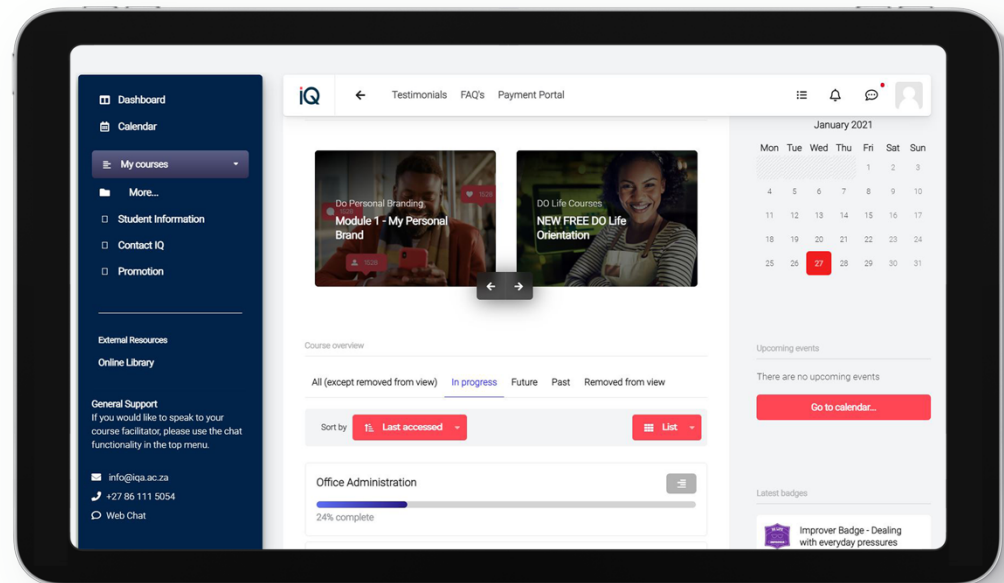 Dashboard
Calendar
My courses
More...
Student Information
Contact IQ
Promotion
External Resources
Online Library
General Support
If you would like to speak to your
course facilitator, please use the chat
functionality in the top menu.
info@iqa.ac.za
+27 86 111 5054
Web Chat
iQ
Testimonials FAQ's Payment Portal
Do Personal Branding
Module 1 - My Personal
Brand
DO Life Courses
NEW FREE DO Life
Orientation
Course overview
All (except removed from view) In progress Future Past Removed from view
Sort by Last accessed List
Office Administration
24% complete
January 2021
Mon Tue Wed Thu Fri Sat Sun
1 2 3
4 5 6 7 8 9 10
11 12 13 14 15 16 17
18 19 20 21 22 23 24
25 26 27 28 29 30 31
Upcoming events
There are no upcoming events
Go to calendar...
Latest badges
Improver Badge - Dealing
with everyday pressures